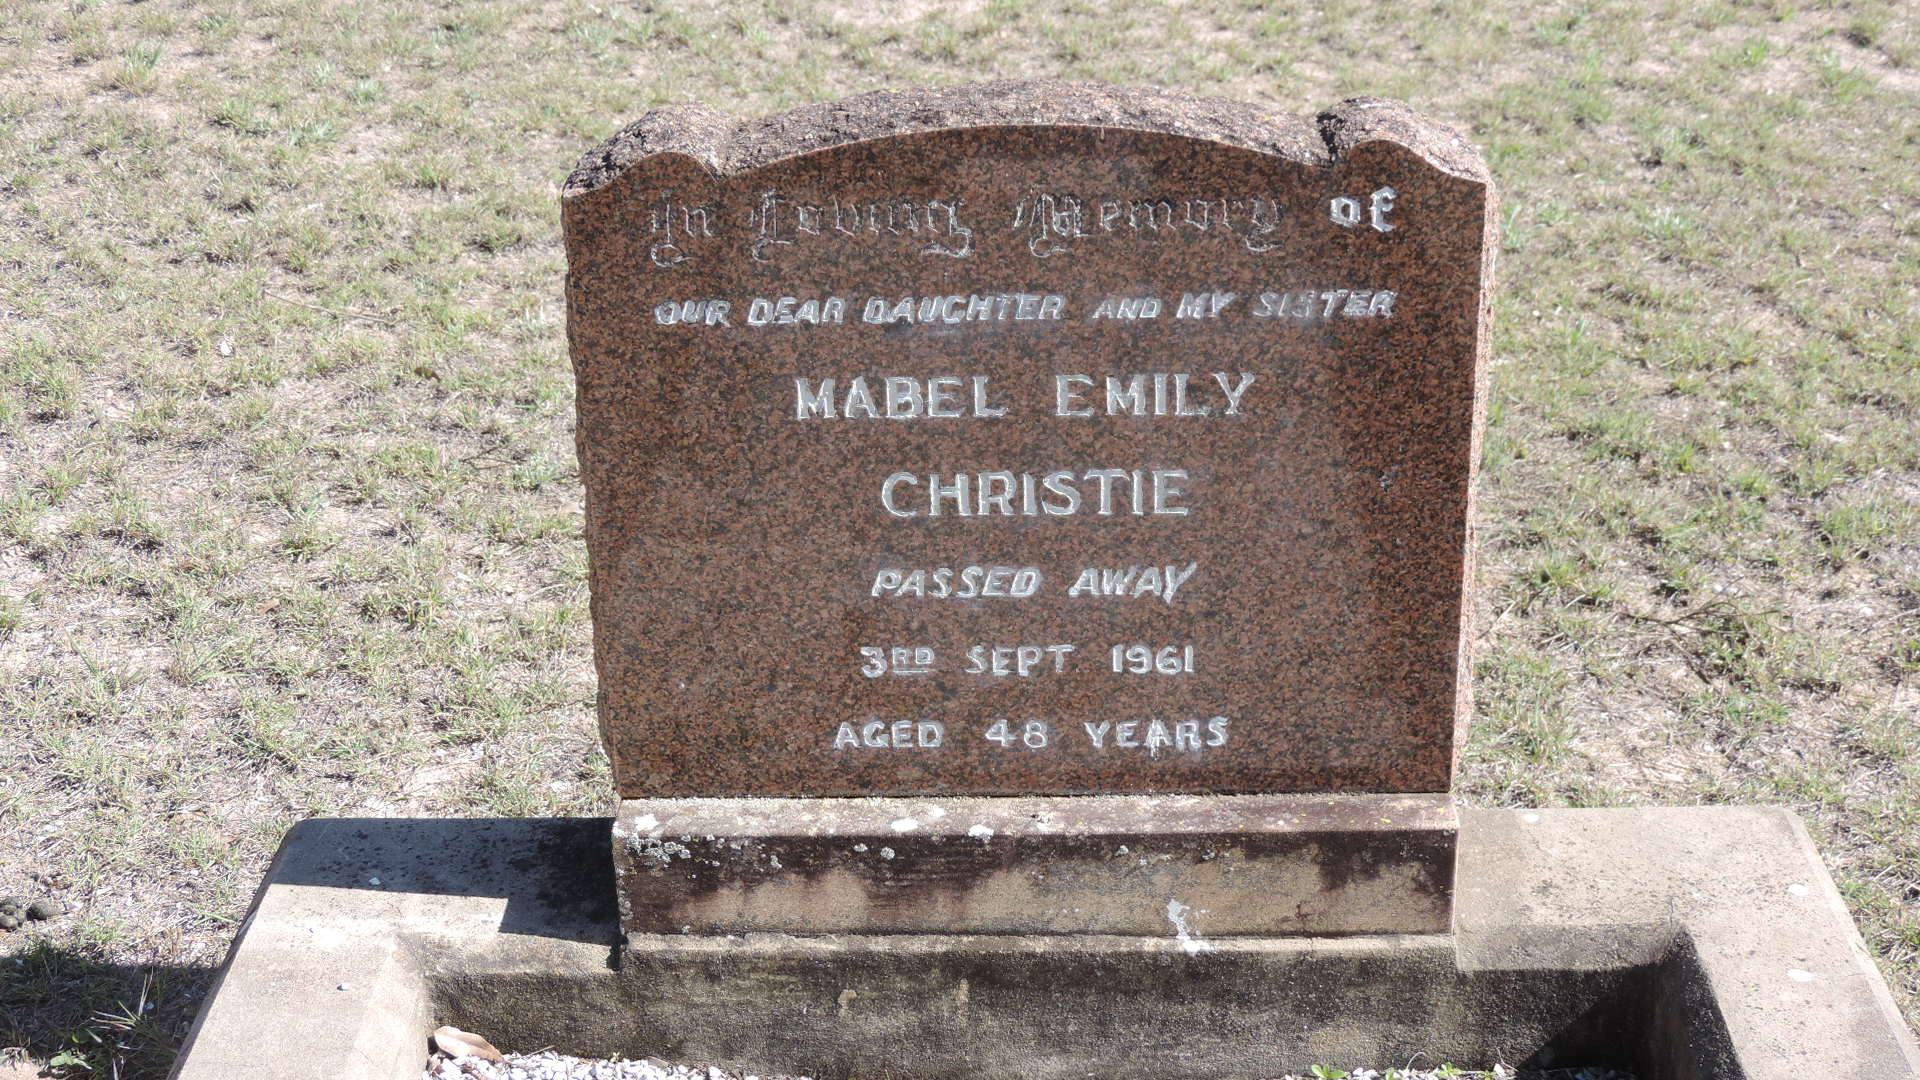 In Loving Memory of
OUR DEAR DAUGHTER AND MY SISTER
MABEL EMILY
CHRISTIE
PASSED AWAY
3RD SEPT 1961
AGED 48 YEARS